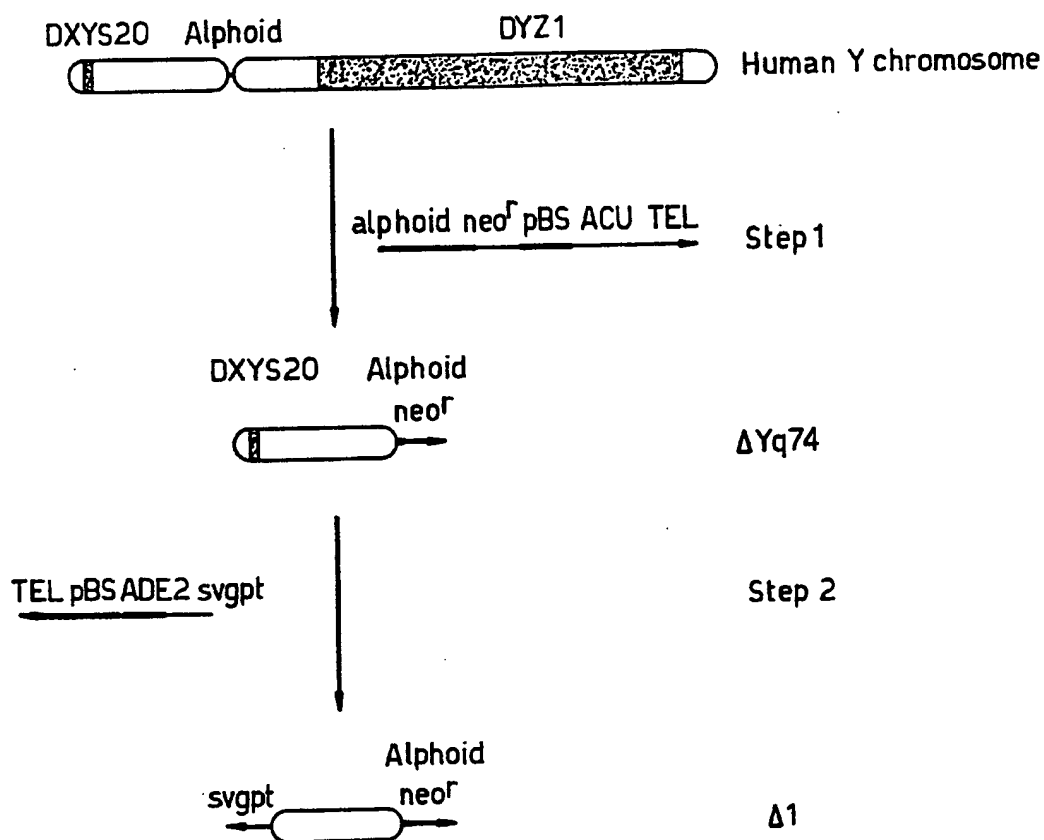 DXYS20 Alphoid DYZ1
Human Y chromosome
alphoid neoʳ pBS ACU TEL
Step 1
DXYS20 Alphoid
neoʳ
ΔYq74
TEL pBS ADE2 svgpt
Step 2
Alphoid
svgpt neoʳ
Δ1